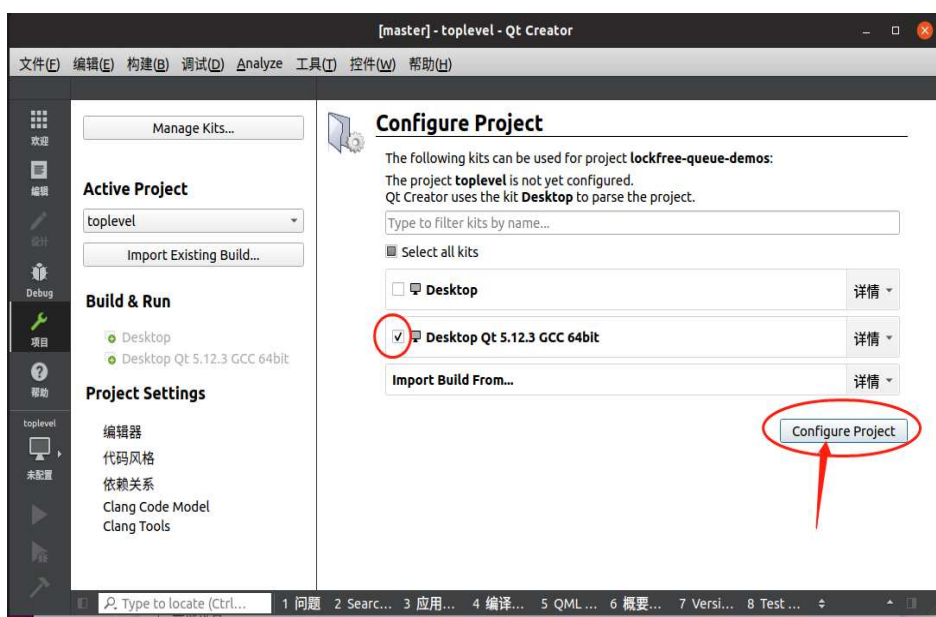 [master] - toplevel - Qt Creator
文件(F) 编辑(E) 构建(B) 调试(D) Analyze 工具(T) 控件(W) 帮助(H)
欢迎
编辑
设计
Debug
项目
帮助
toplevel
未配置
Manage Kits...
Active Project
toplevel
Import Existing Build...
Build & Run
Desktop
Desktop Qt 5.12.3 GCC 64bit
Project Settings
编辑器
代码风格
依赖关系
Clang Code Model
Clang Tools
Configure Project
The following kits can be used for project lockfree-queue-demos:
The project toplevel is not yet configured.
Qt Creator uses the kit Desktop to parse the project.
Type to filter kits by name...
Select all kits
Desktop 详情
Desktop Qt 5.12.3 GCC 64bit 详情
Import Build From... 详情
Configure Project
Type to locate (Ctrl... 1 问题 2 Searc... 3 应用... 4 编译... 5 QML ... 6 概要... 7 Versi... 8 Test ...